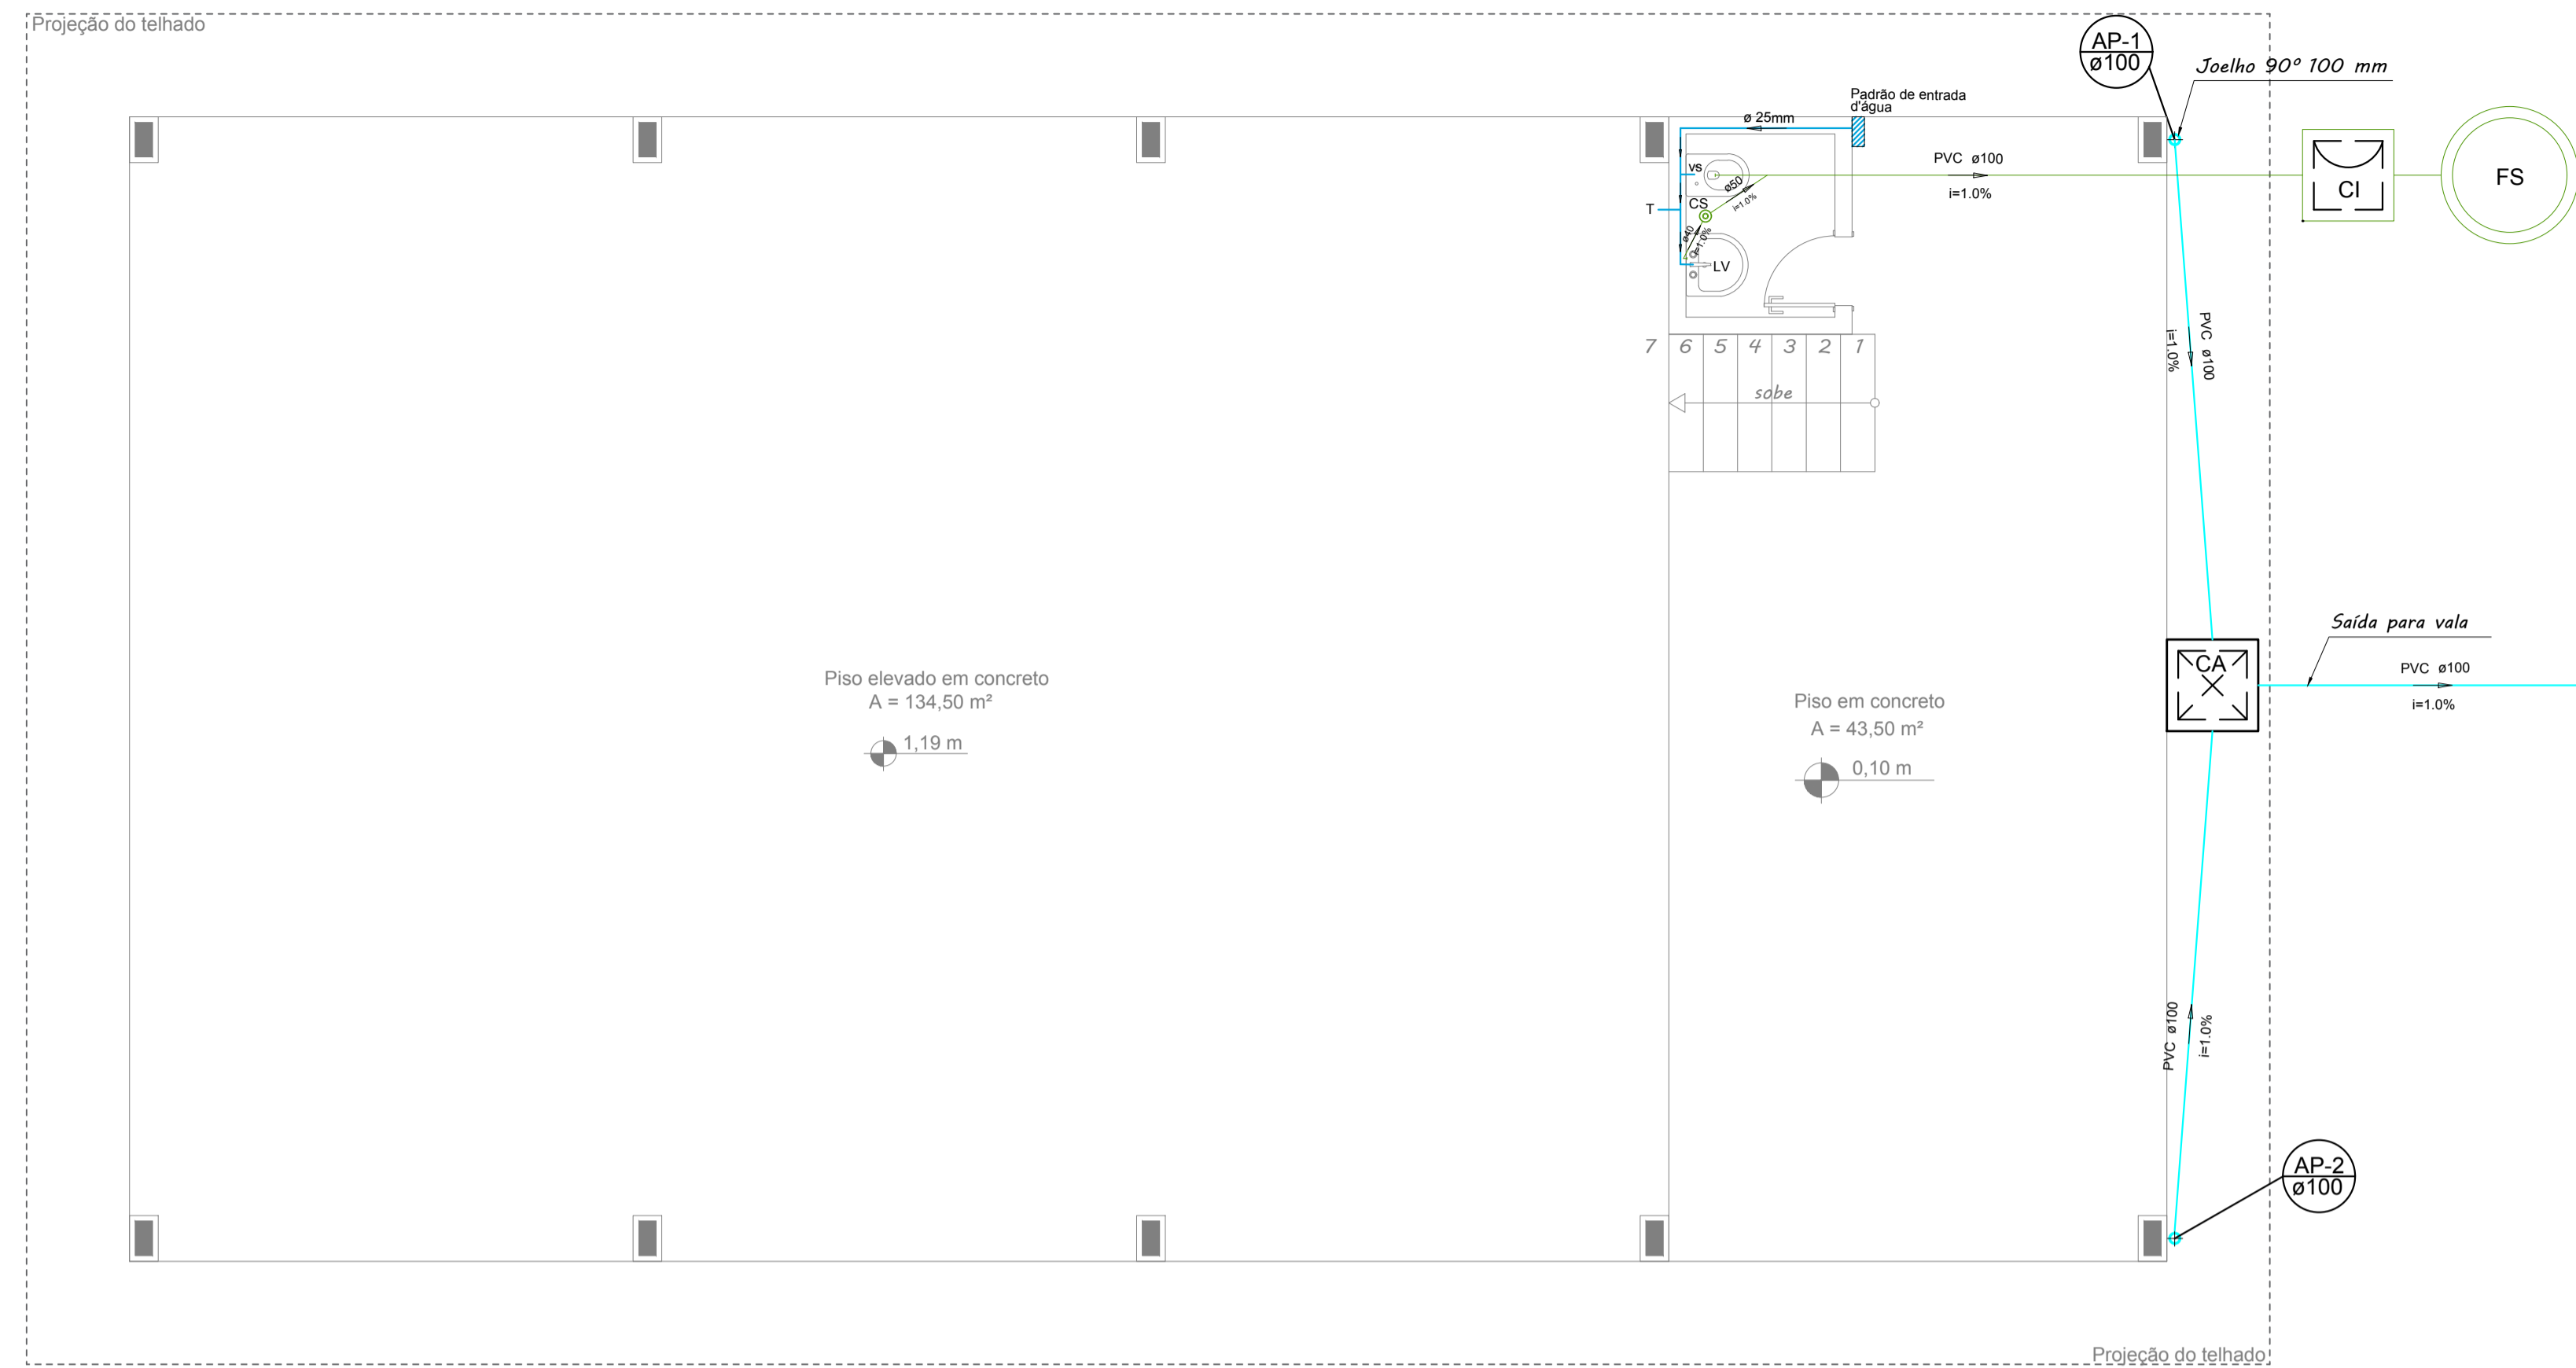 Projeção do telhado
AP-1
ø100
Joelho 90º 100 mm
Padrão de entrada
d'água
ø 25mm
PVC ø100
i=1.0%
CI
FS
vs
ø50
i=1.0%
T
CS
ø40
i=1.0%
LV
7 6 5 4 3 2 1
sobe
PVC ø100
i=1.0%
Saída para vala
CA
PVC ø100
i=1.0%
Piso elevado em concreto
A = 134,50 m²
1,19 m
Piso em concreto
A = 43,50 m²
0,10 m
PVC ø100
i=1.0%
AP-2
ø100
Projeção do telhado